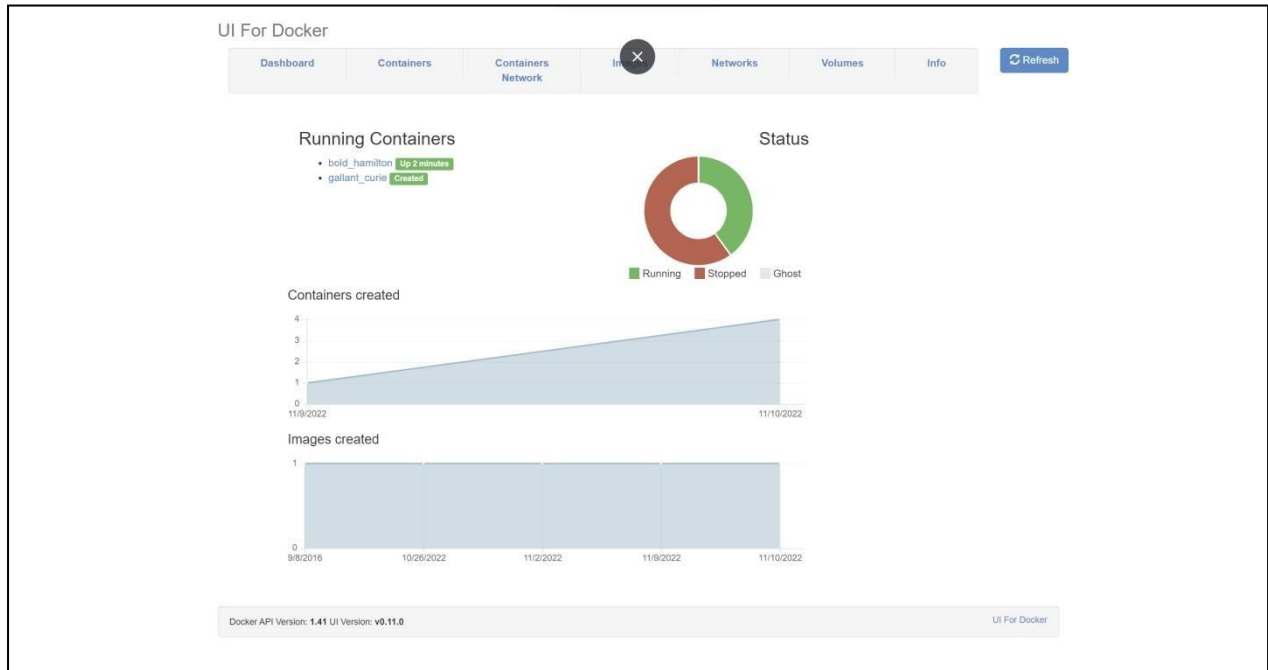 UI For Docker
Dashboard Containers Containers Network Networks Volumes Info Refresh
Running Containers
bold_hamilton Up 2 minutes
gallant_curie Created
Status
Running Stopped Ghost
Containers created
4
3
2
1
0
11/9/2022 11/10/2022
Images created
1
0
9/8/2016 10/26/2022 11/2/2022 11/9/2022 11/10/2022
Docker API Version: 1.41 UI Version: v0.11.0 UI For Docker